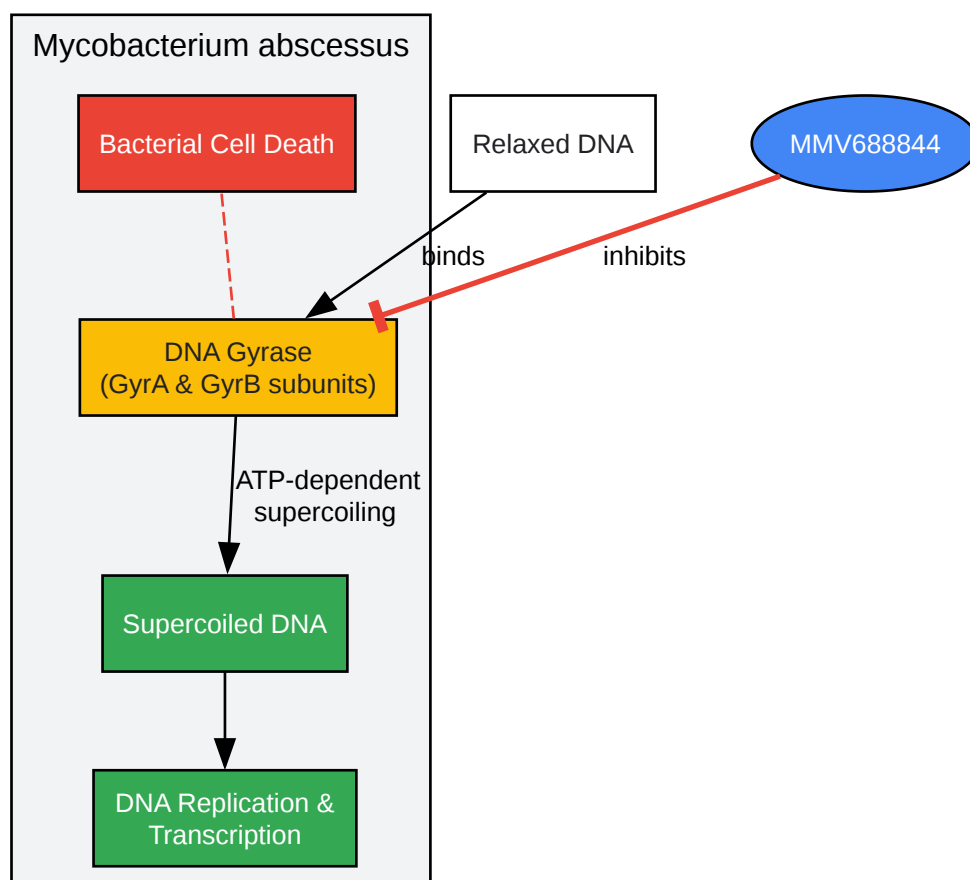 Mycobacterium abscessus
Bacterial Cell Death
Relaxed DNA
MMV688844
binds
inhibits
DNA Gyrase
(GyrA & GyrB subunits)
ATP-dependent
supercoiling
Supercoiled DNA
DNA Replication &
Transcription